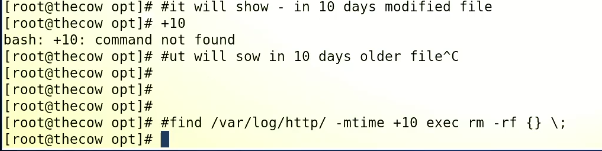 [root@thecow opt]# #it will show - in 10 days modified file
[root@thecow opt]# +10
bash: +10: command not found
[root@thecow opt]# #ut will sow in 10 days older file^C
[root@thecow opt]#
[root@thecow opt]#
[root@thecow opt]#
[root@thecow opt]# #find /var/log/http/ -mtime +10 exec rm -rf {} \;
[root@thecow opt]#